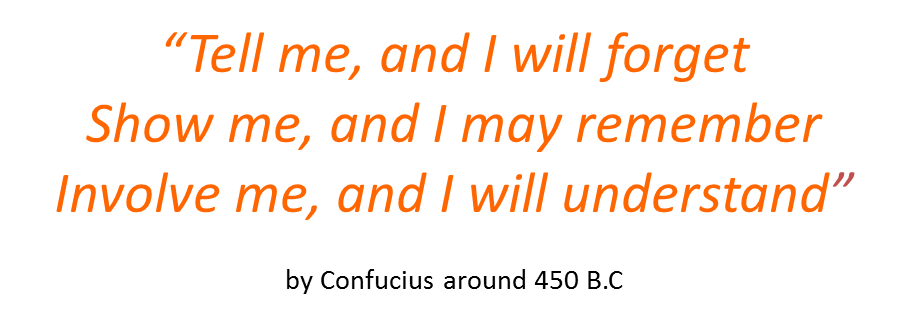 “Tell me, and I will forget
Show me, and I may remember
Involve me, and I will understand”
by Confucius around 450 B.C